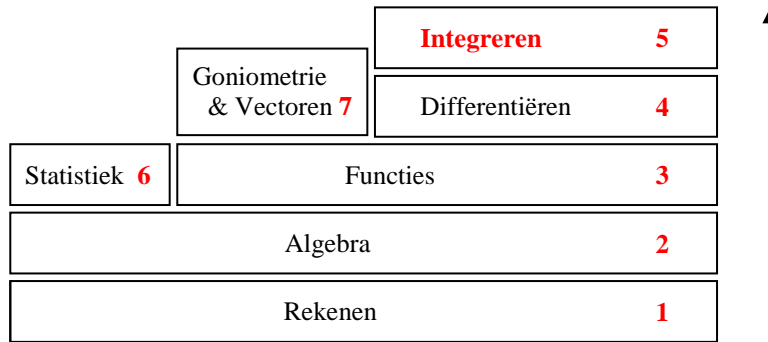 Integreren 5
Goniometrie
& Vectoren 7
Differentiëren 4
Statistiek 6
Functies 3
Algebra 2
Rekenen 1